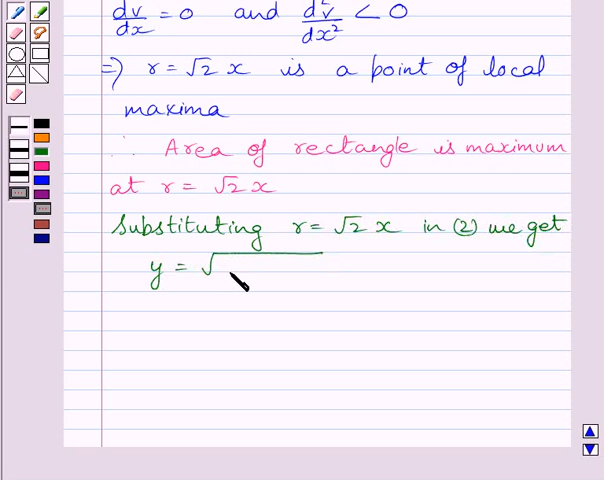 dv/dx = 0 and d²v/dx² < 0
⇒ r = √2 x is a point of local
maxima
∴ Area of rectangle is maximum
at r = √2 x
Substituting r = √2 x in (2) we get
y = √